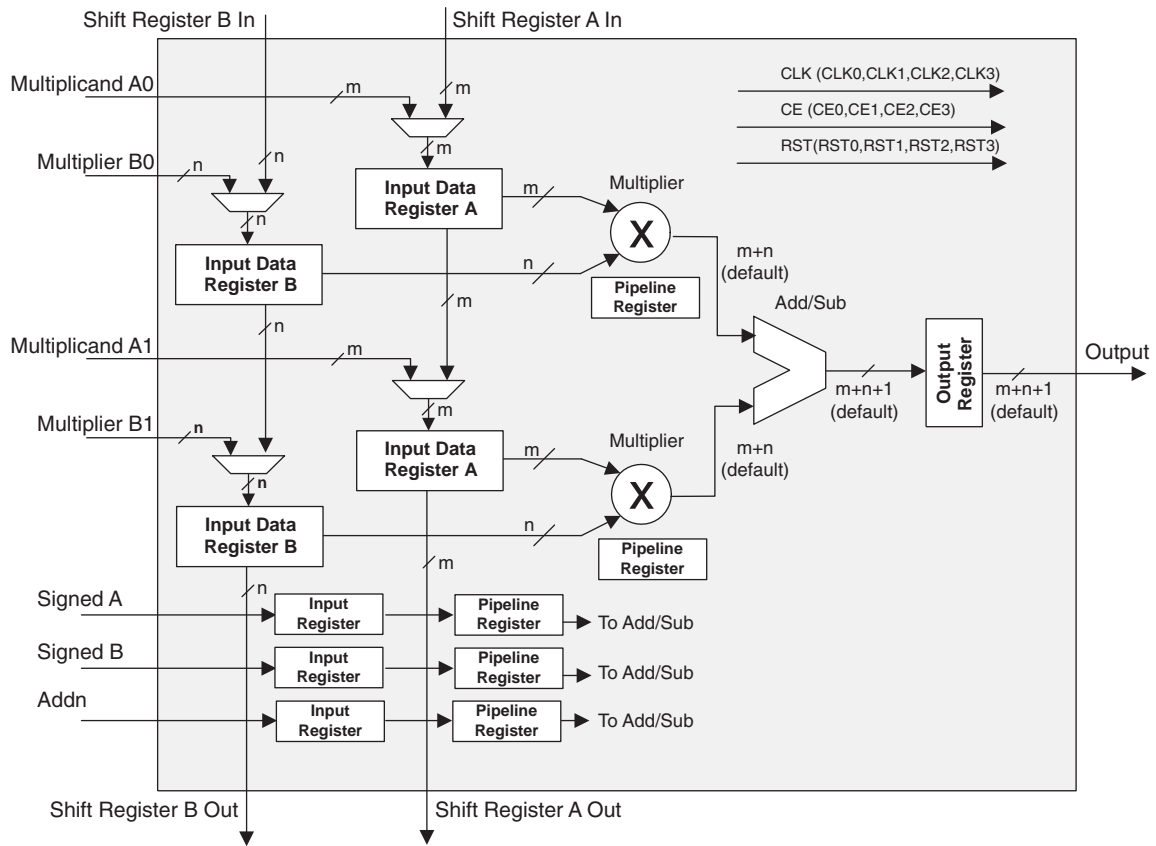 Shift Register B In
Shift Register A In
Multiplicand A0
m
m
CLK (CLK0,CLK1,CLK2,CLK3)
CE (CE0,CE1,CE2,CE3)
RST(RST0,RST1,RST2,RST3)
m
Multiplier B0
n
n
n
Input Data
Register A
m
Multiplier
X
Input Data
Register B
n
m+n
(default)
Pipeline
Register
m
n
Add/Sub
Multiplicand A1
m
Output
Register
Output
m+n+1
(default)
m+n+1
(default)
m
Multiplier B1
n
n
Input Data
Register A
m
Multiplier
X
m+n
(default)
Input Data
Register B
n
Pipeline
Register
m
n
Signed A
Input
Register
Pipeline
Register
To Add/Sub
Signed B
Input
Register
Pipeline
Register
To Add/Sub
Addn
Input
Register
Pipeline
Register
To Add/Sub
Shift Register B Out
Shift Register A Out